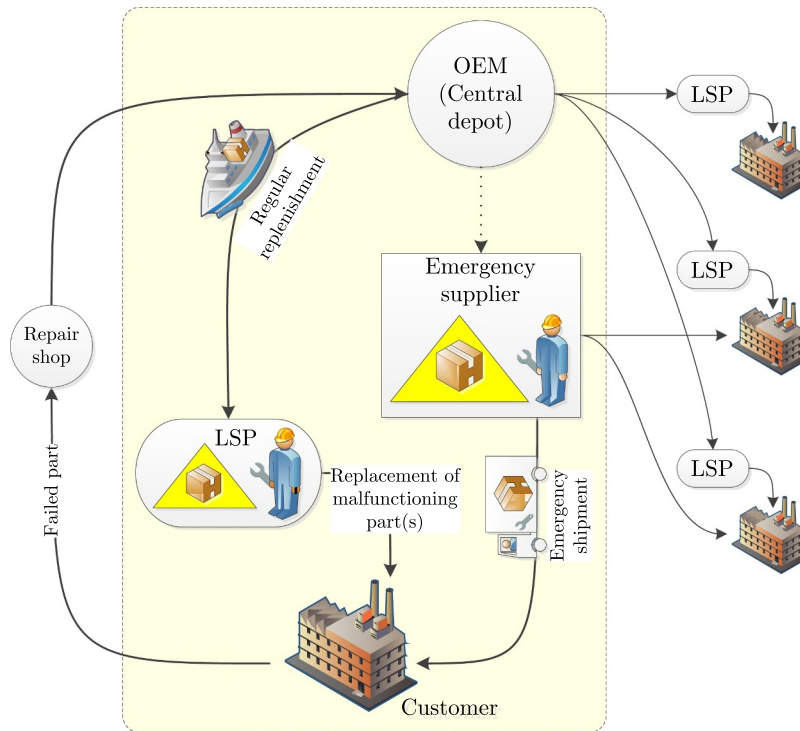 OEM
(Central
depot)
LSP
Regular
replenishment
LSP
Emergency
supplier
Repair
shop
LSP
Failed part
Replacement of
malfunctioning
part(s)
Emergency
shipment
LSP
Customer